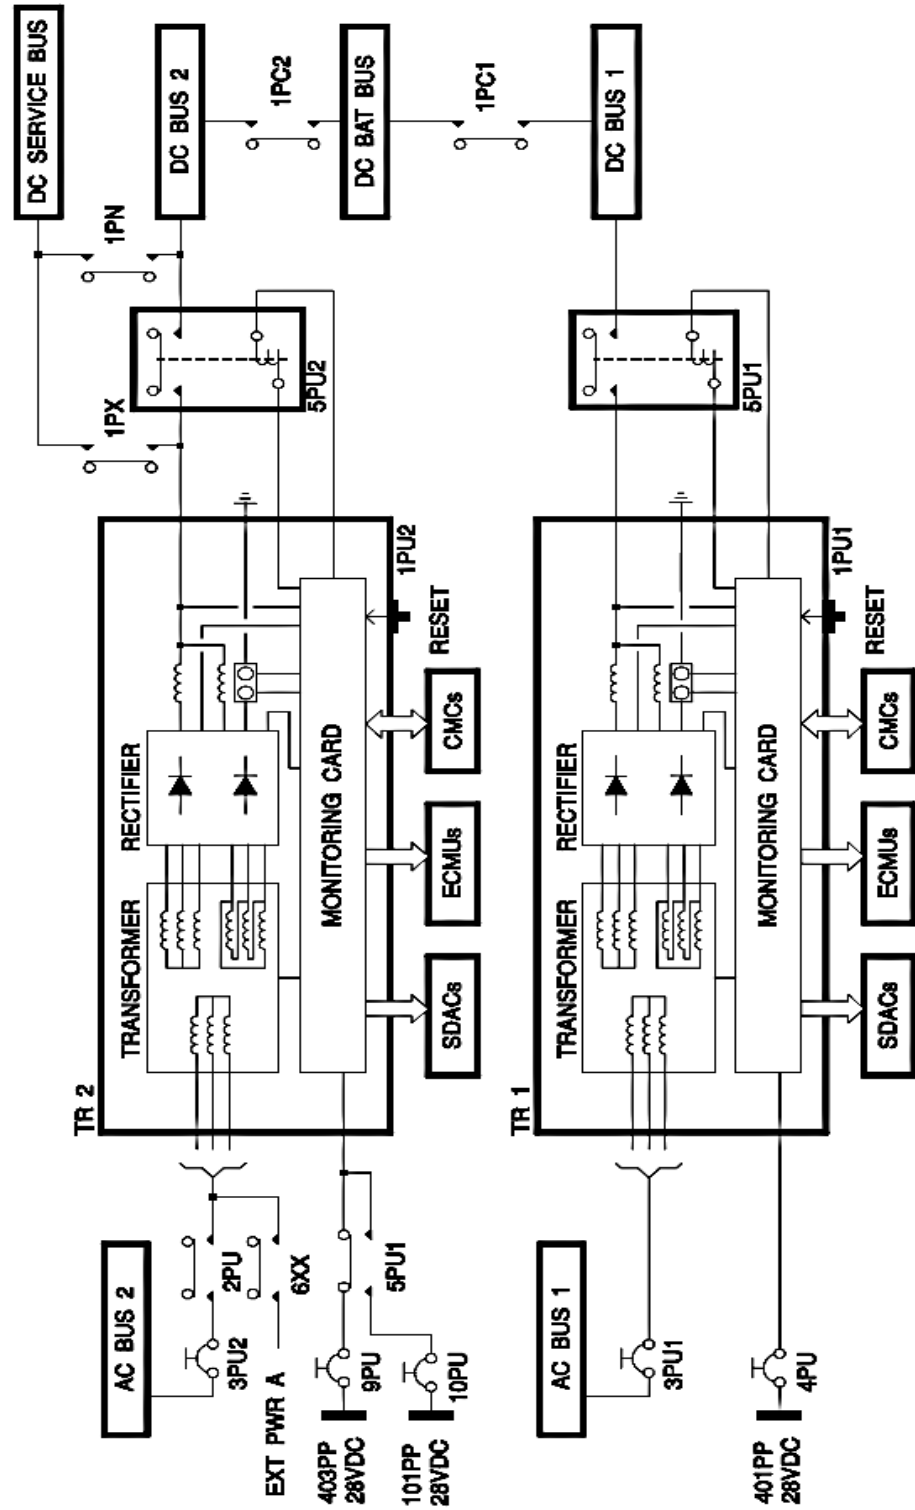 DC SERVICE BUS
DC BUS 2
1PC2
DC BAT BUS
1PC1
DC BUS 1
1PN
1PX
5PU2
5PU1
TR 2
TRANSFORMER
RECTIFIER
MONITORING CARD
1PU2
RESET
SDACs
ECMUs
CMCs
TR 1
TRANSFORMER
RECTIFIER
MONITORING CARD
1PU1
RESET
SDACs
ECMUs
CMCs
AC BUS 2
3PU2
2PU
6XX
EXT PWR A
9PU
5PU1
403PP
28VDC
10PU
101PP
28VDC
AC BUS 1
3PU1
4PU
401PP
28VDC